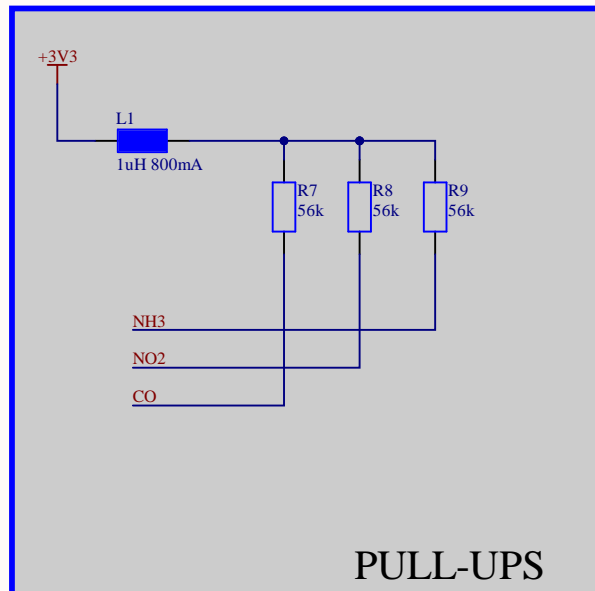 +3V3
L1
1uH 800mA
R7
56k
R8
56k
R9
56k
NH3
NO2
CO
PULL-UPS